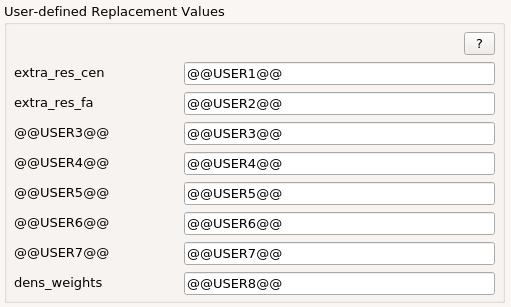 User-defined Replacement Values
?
extra_res_cen @@USER1@@
extra_res_fa @@USER2@@
@@USER3@@ @@USER3@@
@@USER4@@ @@USER4@@
@@USER5@@ @@USER5@@
@@USER6@@ @@USER6@@
@@USER7@@ @@USER7@@
dens_weights @@USER8@@